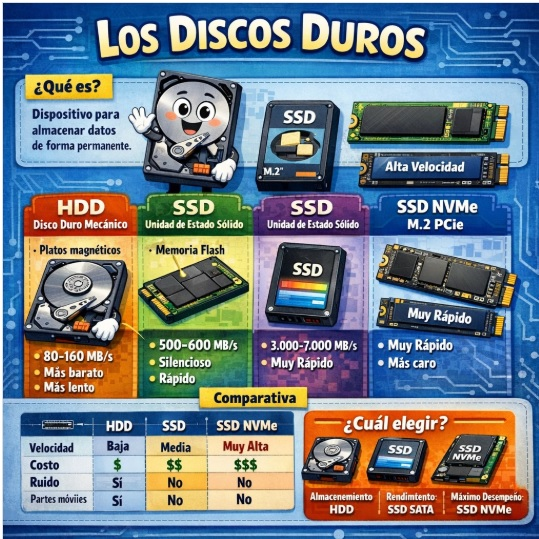 Los Discos Duros
¿Qué es?
Dispositivo para
almacenar datos
de forma permanente.
SSD
M.2"
Alta Velocidad
HDD
Disco Duro Mecánico
• Platos magnéticos
• 80-160 MB/s
• Más barato
• Más lento
SSD
Unidad de Estado Sólido
• Memoria Flash
• 500-600 MB/s
• Silencioso
• Rápido
SSD
Unidad de Estado Sólido
SSD
• 3.000-7.000 MB/s
• Muy Rápido
SSD NVMe
M.2 PCIe
Muy Rápido
• Muy Rápido
• Más caro
Comparativa
HDD SSD SSD NVMe
Velocidad Baja Media Muy Alta
Costo $ $$ $$$
Ruido Sí No No
Partes móviles Sí No No
¿Cuál elegir?
SSD
SSD
NVMe
Almacenemiento
HDD
Rendimtento:
SSD SATA
Máximo Desempeño:
SSD NVMe